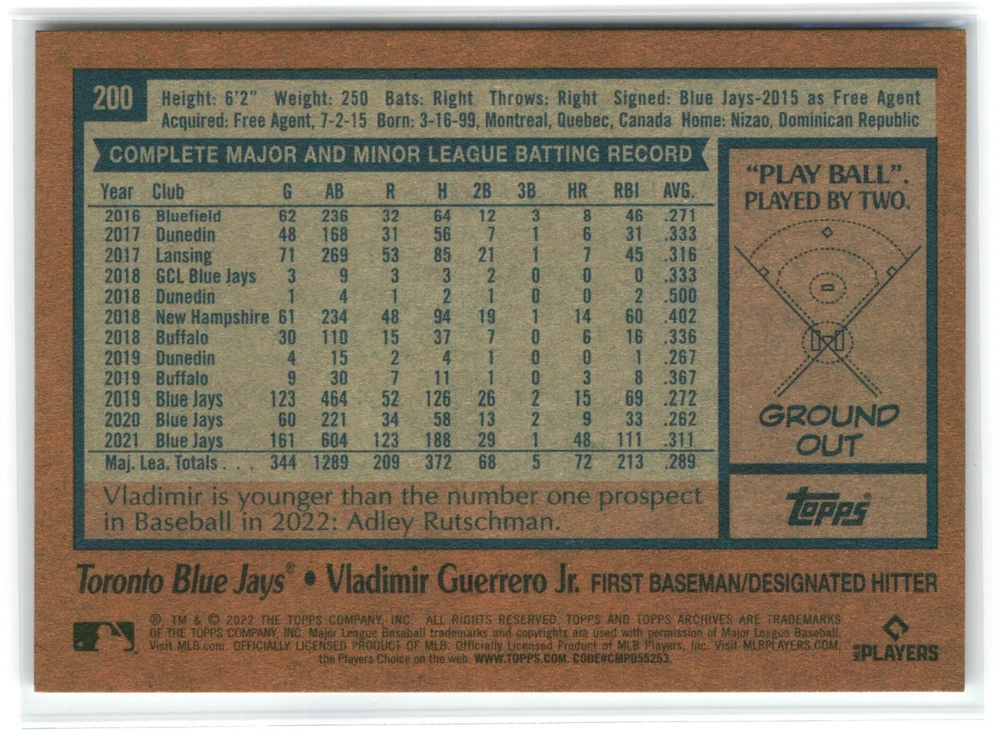 200
Height: 6'2" Weight: 250 Bats: Right Throws: Right Signed: Blue Jays-2015 as Free Agent
Acquired: Free Agent, 7-2-15 Born: 3-16-99, Montreal, Quebec, Canada Home: Nizao, Dominican Republic
COMPLETE MAJOR AND MINOR LEAGUE BATTING RECORD
Year Club G AB R H 2B 3B HR RBI AVG.
2016 Bluefield 62 236 32 64 12 3 8 46 .271
2017 Dunedin 48 168 31 56 7 1 6 31 .333
2017 Lansing 71 269 53 85 21 1 7 45 .316
2018 GCL Blue Jays 3 9 3 3 2 0 0 0 .333
2018 Dunedin 1 4 1 2 1 0 0 2 .500
2018 New Hampshire 61 234 48 94 19 1 14 60 .402
2018 Buffalo 30 110 15 37 7 0 6 16 .336
2019 Dunedin 4 15 2 4 1 0 0 1 .267
2019 Buffalo 9 30 7 11 1 0 3 8 .367
2019 Blue Jays 123 464 52 126 26 2 15 69 .272
2020 Blue Jays 60 221 34 58 13 2 9 33 .262
2021 Blue Jays 161 604 123 188 29 1 48 111 .311
Maj. Lea. Totals . . . 344 1289 209 372 68 5 72 213 .289
Vladimir is younger than the number one prospect
in Baseball in 2022: Adley Rutschman.
"PLAY BALL".
PLAYED BY TWO.
GROUND
OUT
topps®
Toronto Blue Jays® • Vladimir Guerrero Jr. FIRST BASEMAN/DESIGNATED HITTER
®, TM & © 2022 THE TOPPS COMPANY, INC. ALL RIGHTS RESERVED. TOPPS AND TOPPS ARCHIVES ARE TRADEMARKS
OF THE TOPPS COMPANY, INC. Major League Baseball trademarks and copyrights are used with permission of Major League Baseball.
Visit MLB.com. OFFICIALLY LICENSED PRODUCT OF MLB Officially Licensed Product of MLB Players, Inc. Visit MLBPLAYERS.COM,
the Players Choice on the web. WWW.TOPPS.COM. CODE#CMP055253.
MLB PLAYERS